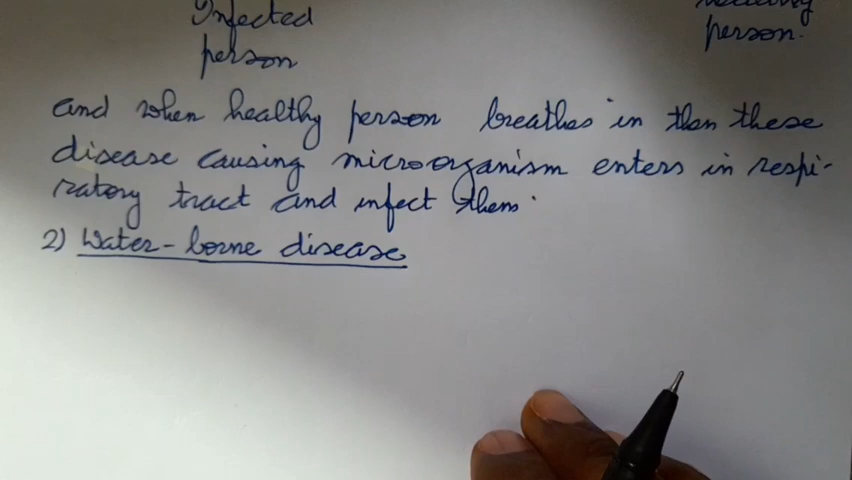 Infected
person
healthy
person.
and when healthy person breathes in then these
disease causing microorganism enters in respi-
ratory tract and infect them.
2) Water-borne disease